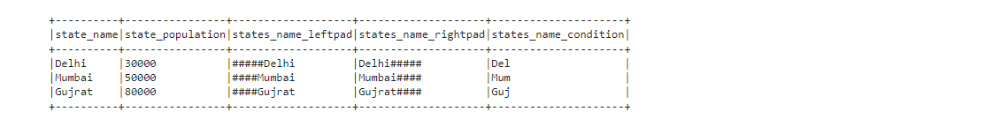 +----------+----------------+-------------------+--------------------+---------------------+
|state_name|state_population|states_name_leftpad|states_name_rightpad|states_name_condition|
+----------+----------------+-------------------+--------------------+---------------------+
|Delhi     |30000           |#####Delhi         |Delhi#####          |Del                  |
|Mumbai    |50000           |####Mumbai         |Mumbai####          |Mum                  |
|Gujrat    |80000           |####Gujrat         |Gujrat####          |Guj                  |
+----------+----------------+-------------------+--------------------+---------------------+